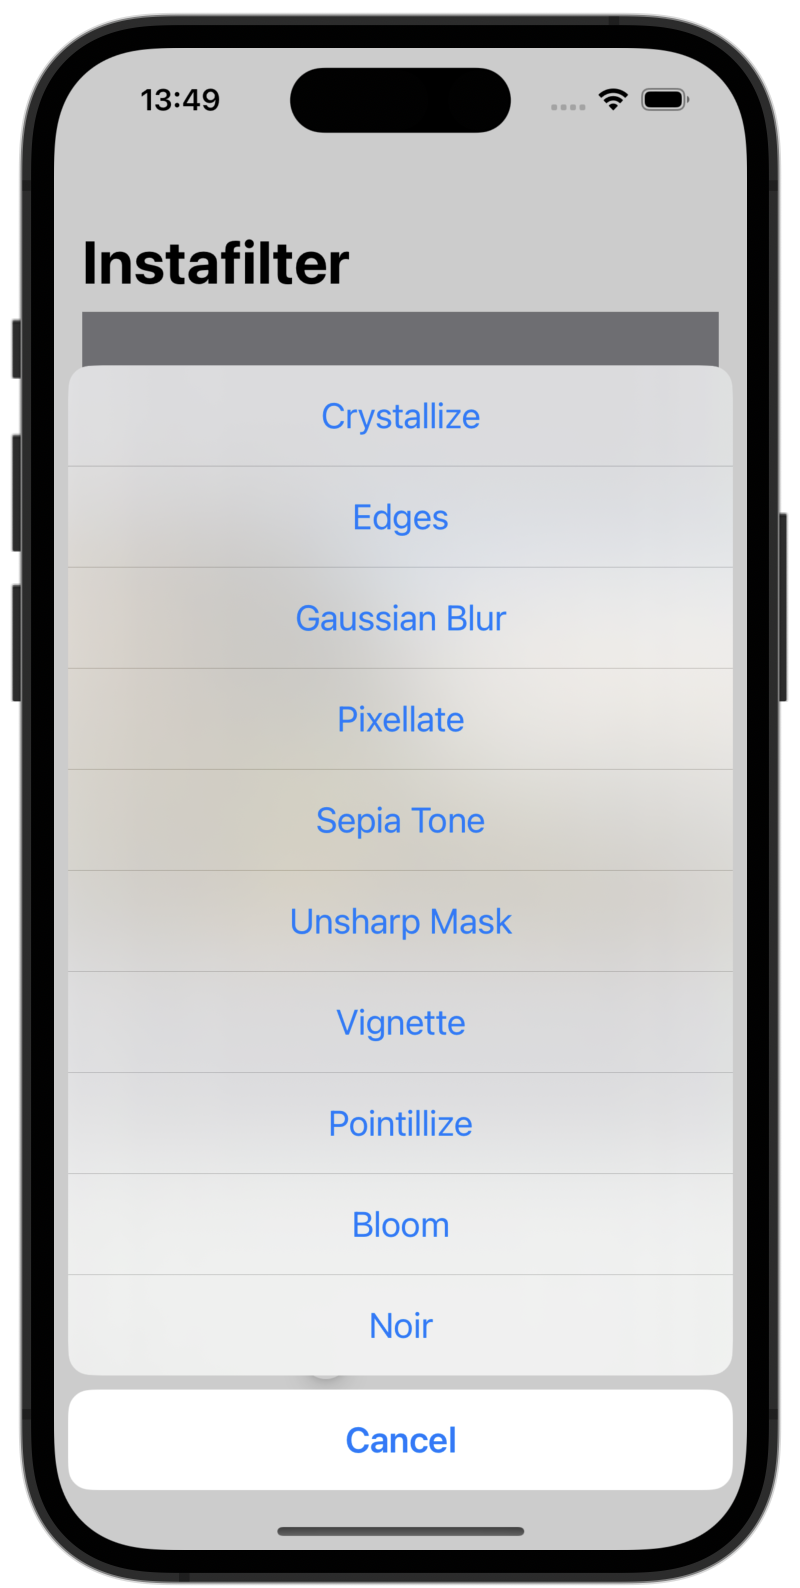 13:49
Instafilter
Crystallize
Edges
Gaussian Blur
Pixellate
Sepia Tone
Unsharp Mask
Vignette
Pointillize
Bloom
Noir
Cancel